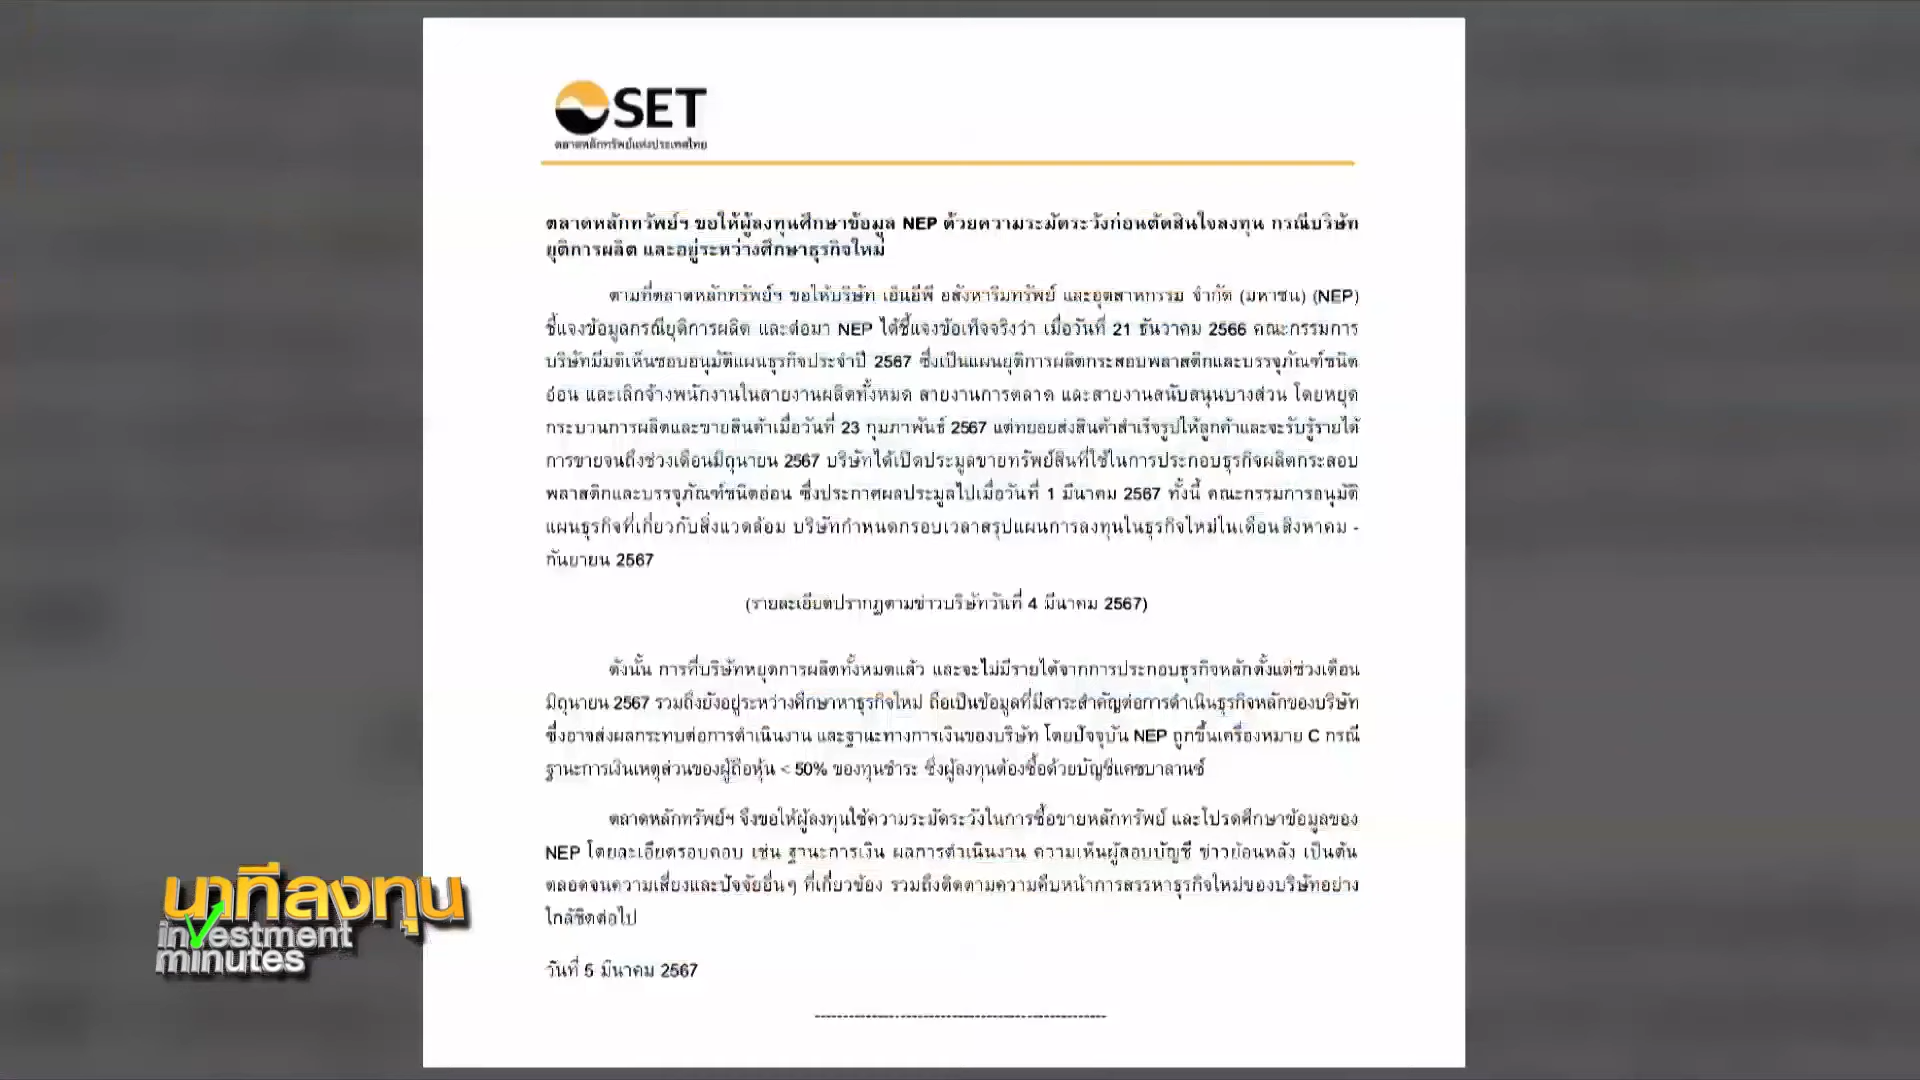 SET
ตลาดหลักทรัพย์แห่งประเทศไทย
ตลาดหลักทรัพย์ฯ ขอให้ผู้ลงทุนศึกษาข้อมูล NEP ด้วยความระมัดระวังก่อนตัดสินใจลงทุน กรณีบริษัท
ยุติการผลิต และอยู่ระหว่างศึกษาธุรกิจใหม่
ตามที่ตลาดหลักทรัพย์ฯ ขอให้บริษัท เอ็นอีพี อสังหาริมทรัพย์ และอุตสาหกรรม จำกัด (มหาชน) (NEP)
ชี้แจงข้อมูลกรณียุติการผลิต และต่อมา NEP ได้ชี้แจงข้อเท็จจริงว่า เมื่อวันที่ 21 ธันวาคม 2566 คณะกรรมการ
บริษัทมีมติเห็นชอบอนุมัติแผนธุรกิจประจำปี 2567 ซึ่งเป็นแผนยุติการผลิตกระสอบพลาสติกและบรรจุภัณฑ์ชนิด
อ่อน และเลิกจ้างพนักงานในสายงานผลิตทั้งหมด สายงานการตลาด และสายงานสนับสนุนบางส่วน โดยหยุด
กระบวนการผลิตและขายสินค้าเมื่อวันที่ 23 กุมภาพันธ์ 2567 แต่ทยอยส่งสินค้าสำเร็จรูปให้ลูกค้าและจะรับรู้รายได้
การขายจนถึงช่วงเดือนมิถุนายน 2567 บริษัทได้เปิดประมูลขายทรัพย์สินที่ใช้ในการประกอบธุรกิจผลิตกระสอบ
พลาสติกและบรรจุภัณฑ์ชนิดอ่อน ซึ่งประกาศผลประมูลไปเมื่อวันที่ 1 มีนาคม 2567 ทั้งนี้ คณะกรรมการอนุมัติ
แผนธุรกิจที่เกี่ยวกับสิ่งแวดล้อม บริษัทกำหนดกรอบเวลาสรุปแผนการลงทุนในธุรกิจใหม่ในเดือนสิงหาคม -
กันยายน 2567
(รายละเอียดปรากฏตามข่าวบริษัทวันที่ 4 มีนาคม 2567)
ดังนั้น การที่บริษัทหยุดการผลิตทั้งหมดแล้ว และจะไม่มีรายได้จากการประกอบธุรกิจหลักตั้งแต่ช่วงเดือน
มิถุนายน 2567 รวมถึงยังอยู่ระหว่างศึกษาหาธุรกิจใหม่ ถือเป็นข้อมูลที่มีสาระสำคัญต่อการดำเนินธุรกิจหลักของบริษัท
ซึ่งอาจส่งผลกระทบต่อการดำเนินงาน และฐานะทางการเงินของบริษัท โดยปัจจุบัน NEP ถูกขึ้นเครื่องหมาย C กรณี
ฐานะการเงินเหตุส่วนของผู้ถือหุ้น < 50% ของทุนชำระ ซึ่งผู้ลงทุนต้องซื้อด้วยบัญชีแคชบาลานซ์
ตลาดหลักทรัพย์ฯ จึงขอให้ผู้ลงทุนใช้ความระมัดระวังในการซื้อขายหลักทรัพย์ และโปรดศึกษาข้อมูลของ
NEP โดยละเอียดรอบคอบ เช่น ฐานะการเงิน ผลการดำเนินงาน ความเห็นผู้สอบบัญชี ข่าวย้อนหลัง เป็นต้น
ตลอดจนความเสี่ยงและปัจจัยอื่นๆ ที่เกี่ยวข้อง รวมถึงติดตามความคืบหน้าการสรรหาธุรกิจใหม่ของบริษัทอย่าง
ใกล้ชิดต่อไป
วันที่ 5 มีนาคม 2567
นาทีลงทุน
investment
minutes